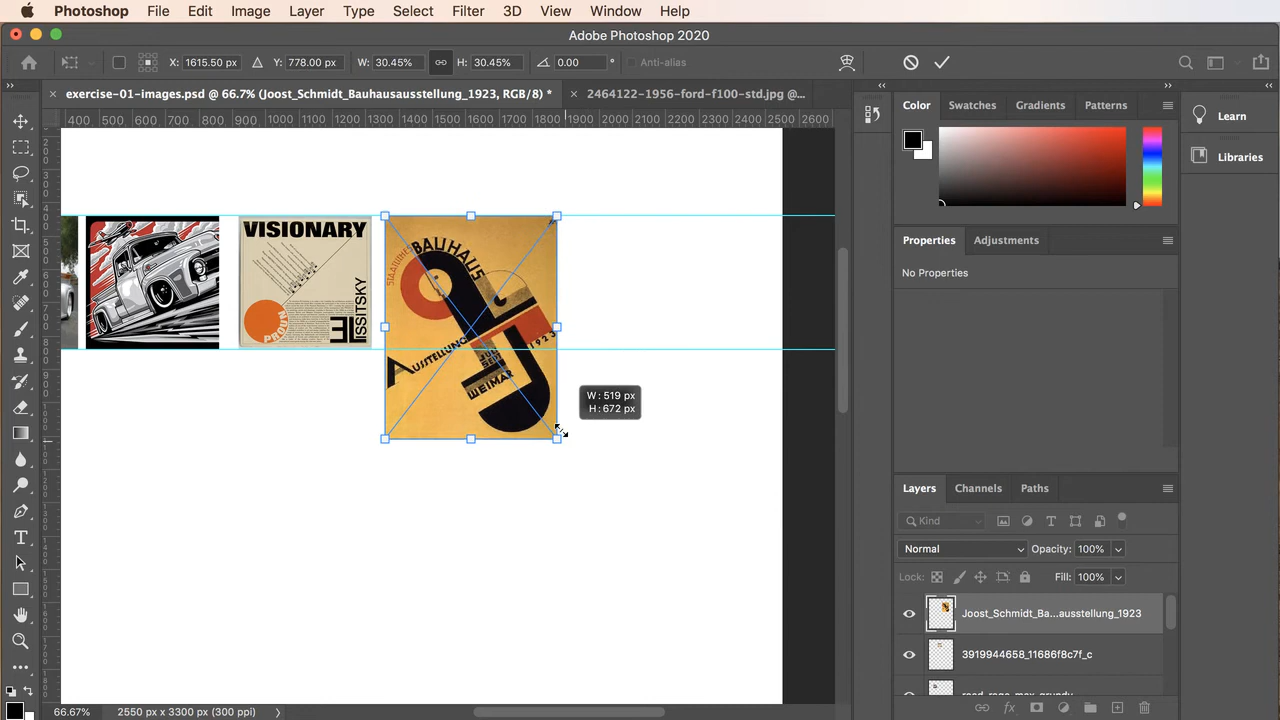 Photoshop File Edit Image Layer Type Select Filter 3D View Window Help
Adobe Photoshop 2020
X: 1615.50 px Y: 778.00 px W: 30.45% H: 30.45% 0.00 Anti-alias
exercise-01-images.psd @ 66.7% (Joost_Schmidt_Bauhausausstellung_1923, RGB/8) *
2464122-1956-ford-f100-std.jpg @...
400 500 600 700 800 900 1000 1100 1200 1300 1400 1500 1600 1700 1800 1900 2000 2100 2200 2300 2400 2500 2600
Color Swatches Gradients Patterns
Learn
Libraries
VISIONARY
PROUN
EL LISSITSKY
STAATLICHES
BAUHAUS
AUSSTELLUNG
1923
WEIMAR
W: 519 px
H: 672 px
Properties Adjustments
No Properties
Layers Channels Paths
Kind
Normal Opacity: 100%
Lock: Fill: 100%
Joost_Schmidt_Ba...ausstellung_1923
3919944658_11686f8c7f_c
66.67% 2550 px x 3300 px (300 ppi)